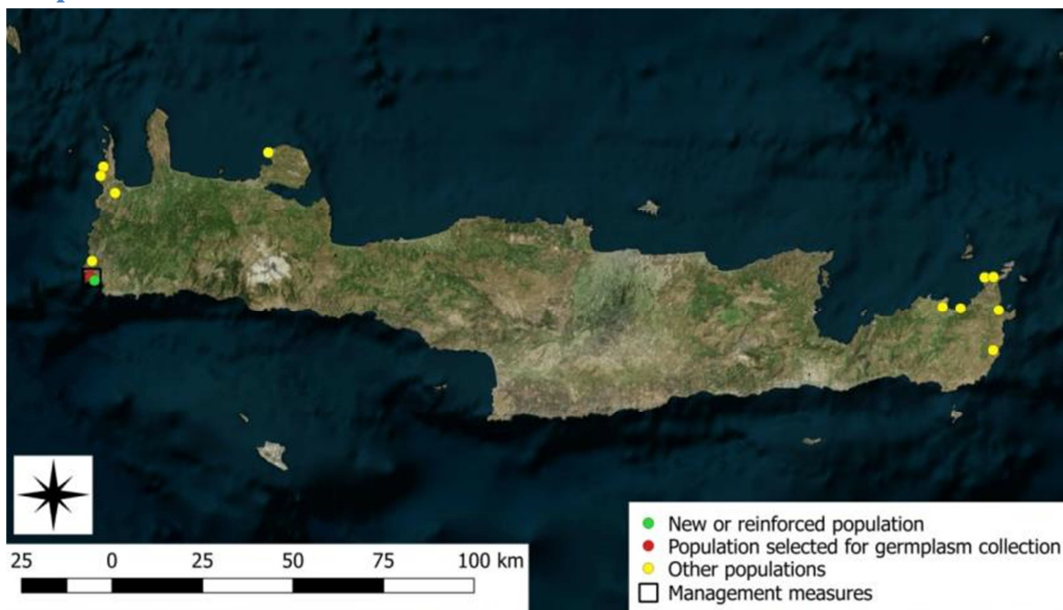 New or reinforced population
Population selected for germplasm collection
Other populations
Management measures
25 0 25 50 75 100 km